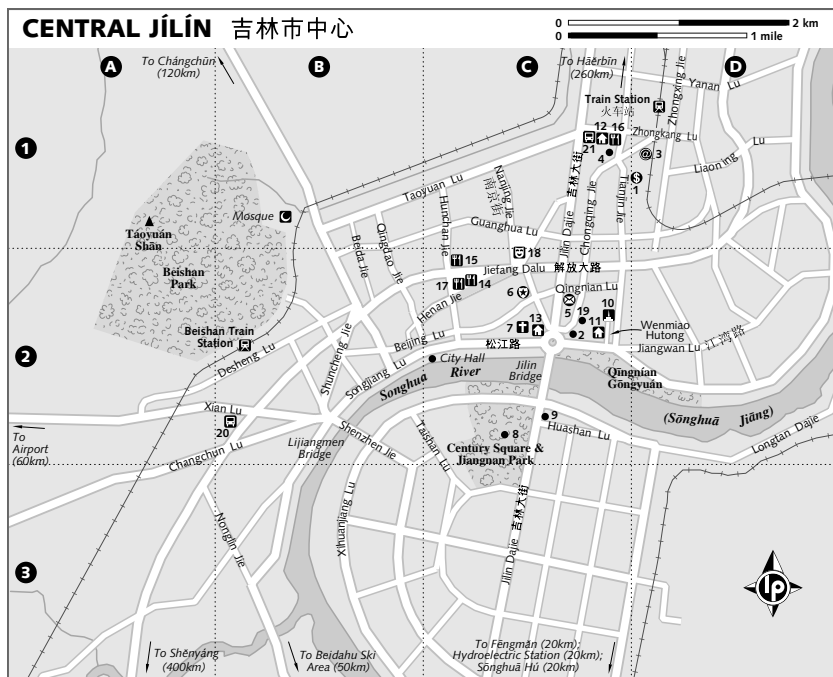 CENTRAL JÍLÍN 吉林市中心
0 2 km
0 1 mile
A
B
C
D
To Chángchūn
(120km)
To Hāěrbīn
(260km)
Yanan Lu
Train Station
火车站
Zhongxing Jie
1
12 16
Zhongkang Lu
21
4
@ 3
Liaoning Lu
$
1
Taoyuan Lu
Nanjing Jie
南京街
Hunchan Jie
吉林大街
Jilin Dajie
Chongqing Jie
Tianjin Jie
Mosque
Táoyuán
Shān
Guanghua Lu
Beida Jie
Qingdao Jie
Beishan
Park
15
18
Jiefang Dalu 解放大路
17
14
6
Qingnian Lu
Henan Jie
5
10
13
19
11
Wenmiao
Hutong
7
2
Beishan Train
Station
2
Desheng Lu
Shuncheng Jie
Beijing Lu
松江路
Jiangwan Lu 江湾路
City Hall
Songjiang Lu
Songhua River
Jilin
Bridge
Qīngnián
Gōngyuán
Xian Lu
20
9
(Sōnghuā Jiāng)
To
Airport
(60km)
Changchun Lu
Lijiangmen
Bridge
Shenzhen Jie
Taishan Lu
8
Huashan Lu
Longtan Dajie
Century Square &
Jiangnan Park
Nonglin Jie
Xihuanjiang Lu
Jilin Dajie 吉林大街
3
lp
To Shěnyáng
(400km)
To Beidahu Ski
Area (50km)
To Fēngmǎn (20km);
Hydroelectric Station (20km);
Sōnghuā Hú (20km)